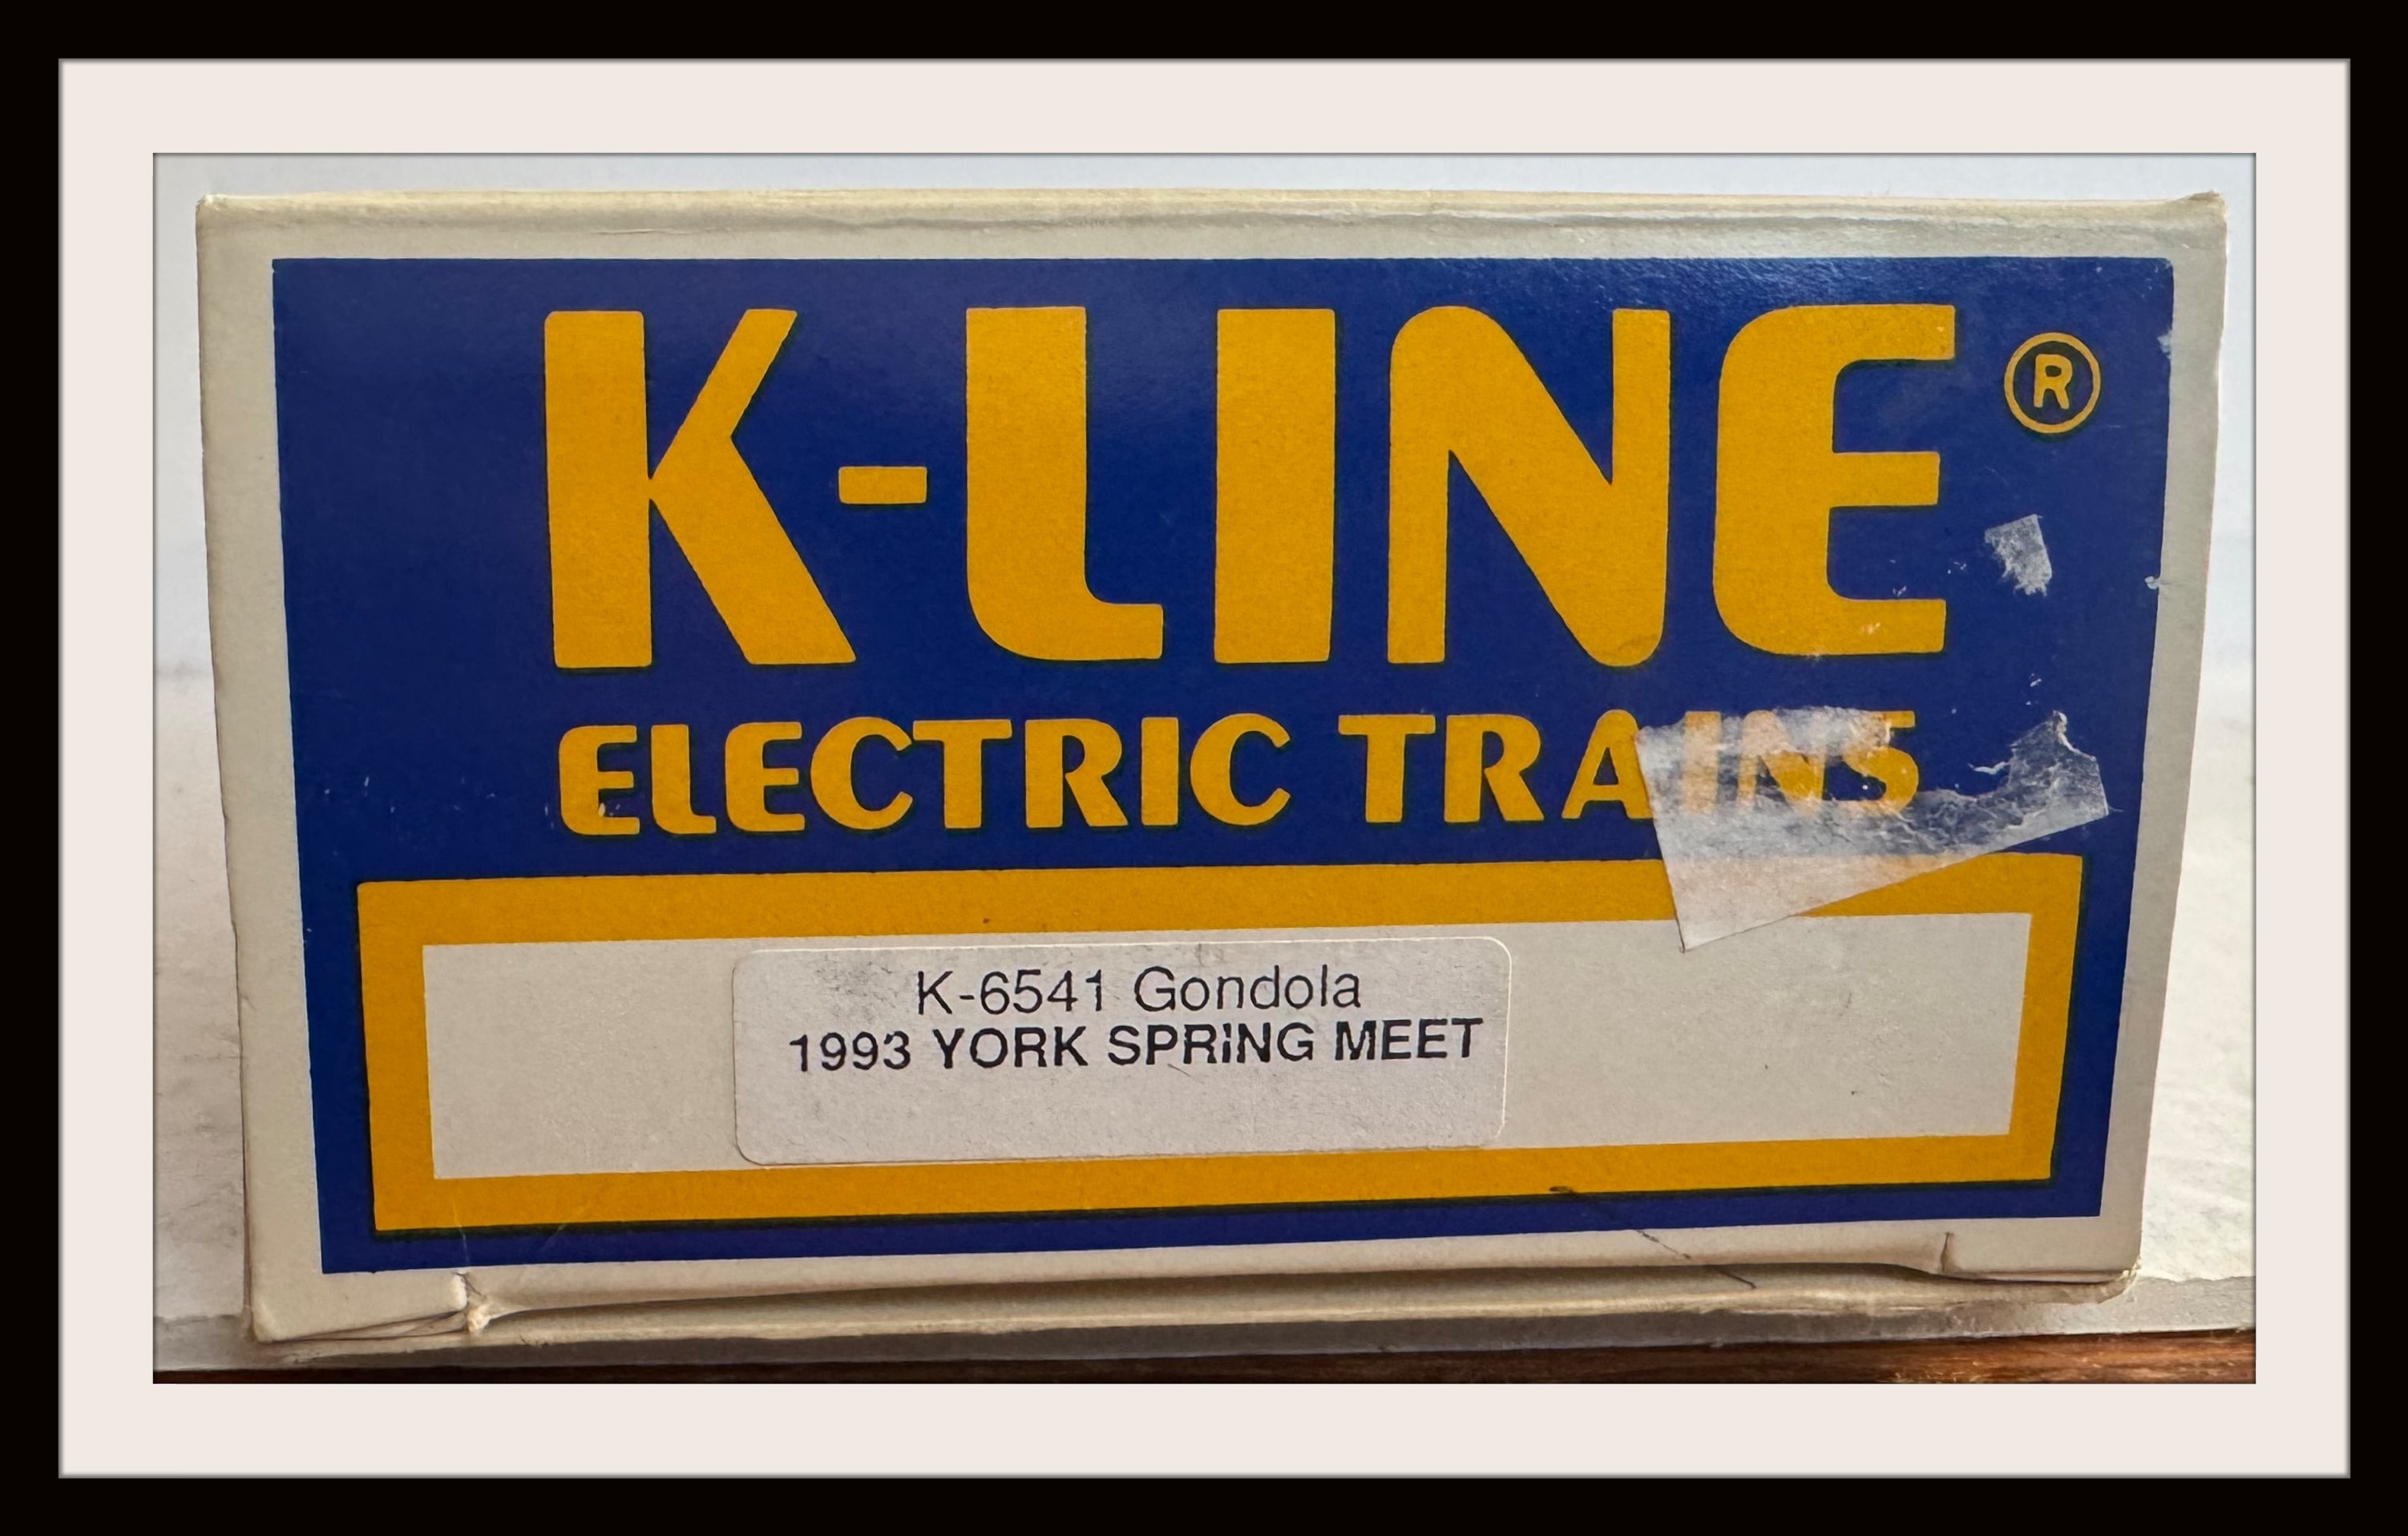 K-LINE®
ELECTRIC TRAINS
K-6541 Gondola
1993 YORK SPRING MEET